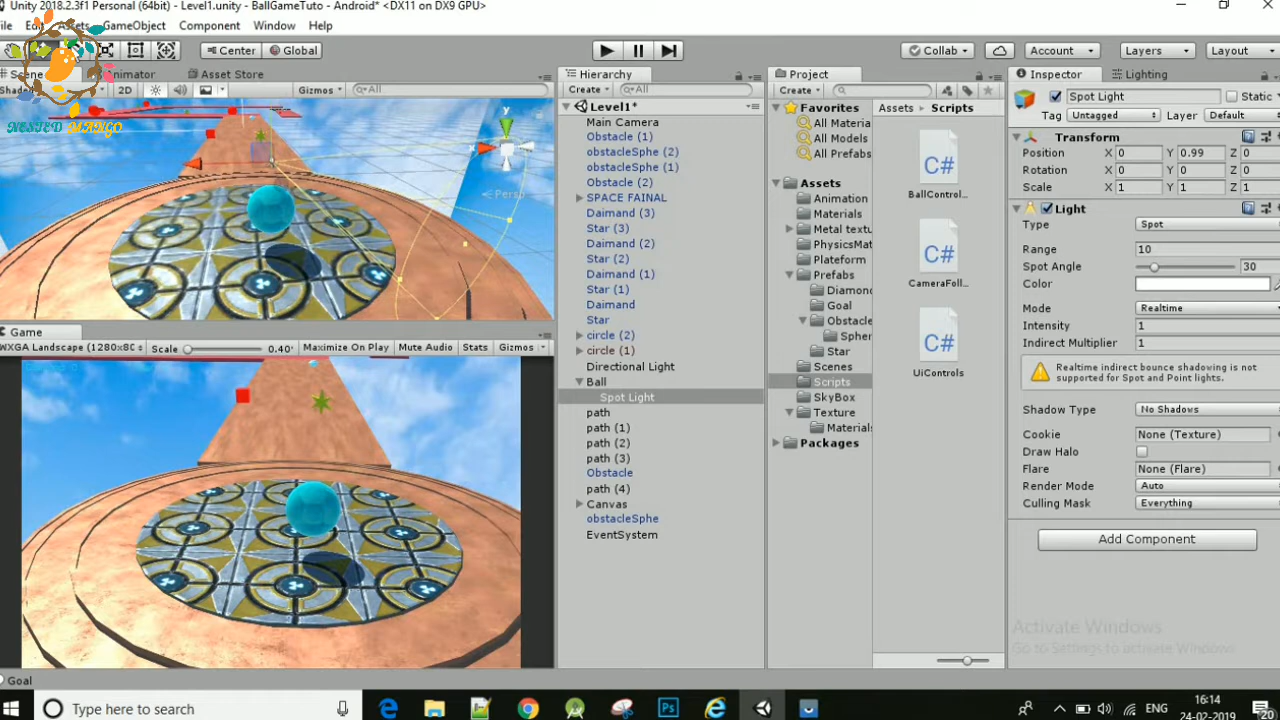 Unity 2018.2.3f1 Personal (64bit) - Level1.unity - BallGameTuto - Android* <DX11 on DX9 GPU>
File Edit Assets GameObject Component Window Help
NESTED MANGO
Center Global
Collab Account Layers Layout
Scene Animator Asset Store
Shaded 2D Gizmos All
y
x
Persp
Game
WXGA Landscape (1280x80 Scale 0.40 Maximize On Play Mute Audio Stats Gizmos
Hierarchy
Create All
Level1*
Main Camera
Obstacle (1)
obstacleSphe (2)
obstacleSphe (1)
Obstacle (2)
SPACE FAINAL
Daimand (3)
Star (3)
Daimand (2)
Star (2)
Daimand (1)
Star (1)
Daimand
Star
circle (2)
circle (1)
Directional Light
Ball
Spot Light
path
path (1)
path (2)
path (3)
Obstacle
path (4)
Canvas
obstacleSphe
EventSystem
Project
Create
Favorites
All Materia
All Models
All Prefabs
Assets
Animation
Materials
Metal textu
PhysicsMat
Plateform
Prefabs
Diamon
Goal
Obstacle
Spher
Star
Scenes
Scripts
SkyBox
Texture
Material
Packages
Assets Scripts
C#
BallControl...
C#
CameraFoll...
C#
UiControls
Inspector Lighting
Spot Light Static
Tag Untagged Layer Default
Transform
Position X 0 Y 0.99 Z 0
Rotation X 0 Y 0 Z 0
Scale X 1 Y 1 Z 1
Light
Type Spot
Range 10
Spot Angle 30
Color
Mode Realtime
Intensity 1
Indirect Multiplier 1
Realtime indirect bounce shadowing is not
supported for Spot and Point lights.
Shadow Type No Shadows
Cookie None (Texture)
Draw Halo
Flare None (Flare)
Render Mode Auto
Culling Mask Everything
Add Component
Activate Windows
Go to Settings to activate Windows.
Goal
Type here to search
Ps
ENG
16:14
24-02-2019